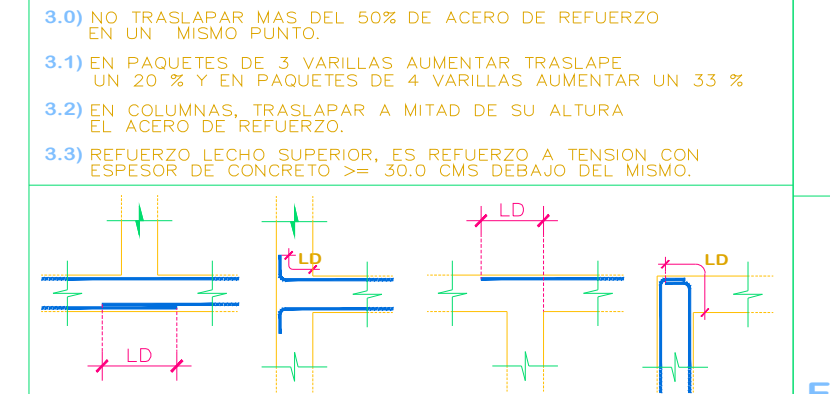 3.0) NO TRASLAPAR MAS DEL 50% DE ACERO DE REFUERZO
EN UN MISMO PUNTO.
3.1) EN PAQUETES DE 3 VARILLAS AUMENTAR TRASLAPE
UN 20 % Y EN PAQUETES DE 4 VARILLAS AUMENTAR UN 33 %
3.2) EN COLUMNAS, TRASLAPAR A MITAD DE SU ALTURA
EL ACERO DE REFUERZO.
3.3) REFUERZO LECHO SUPERIOR, ES REFUERZO A TENSION CON
ESPESOR DE CONCRETO >= 30.0 CMS DEBAJO DEL MISMO.
LD
LD
LD
LD